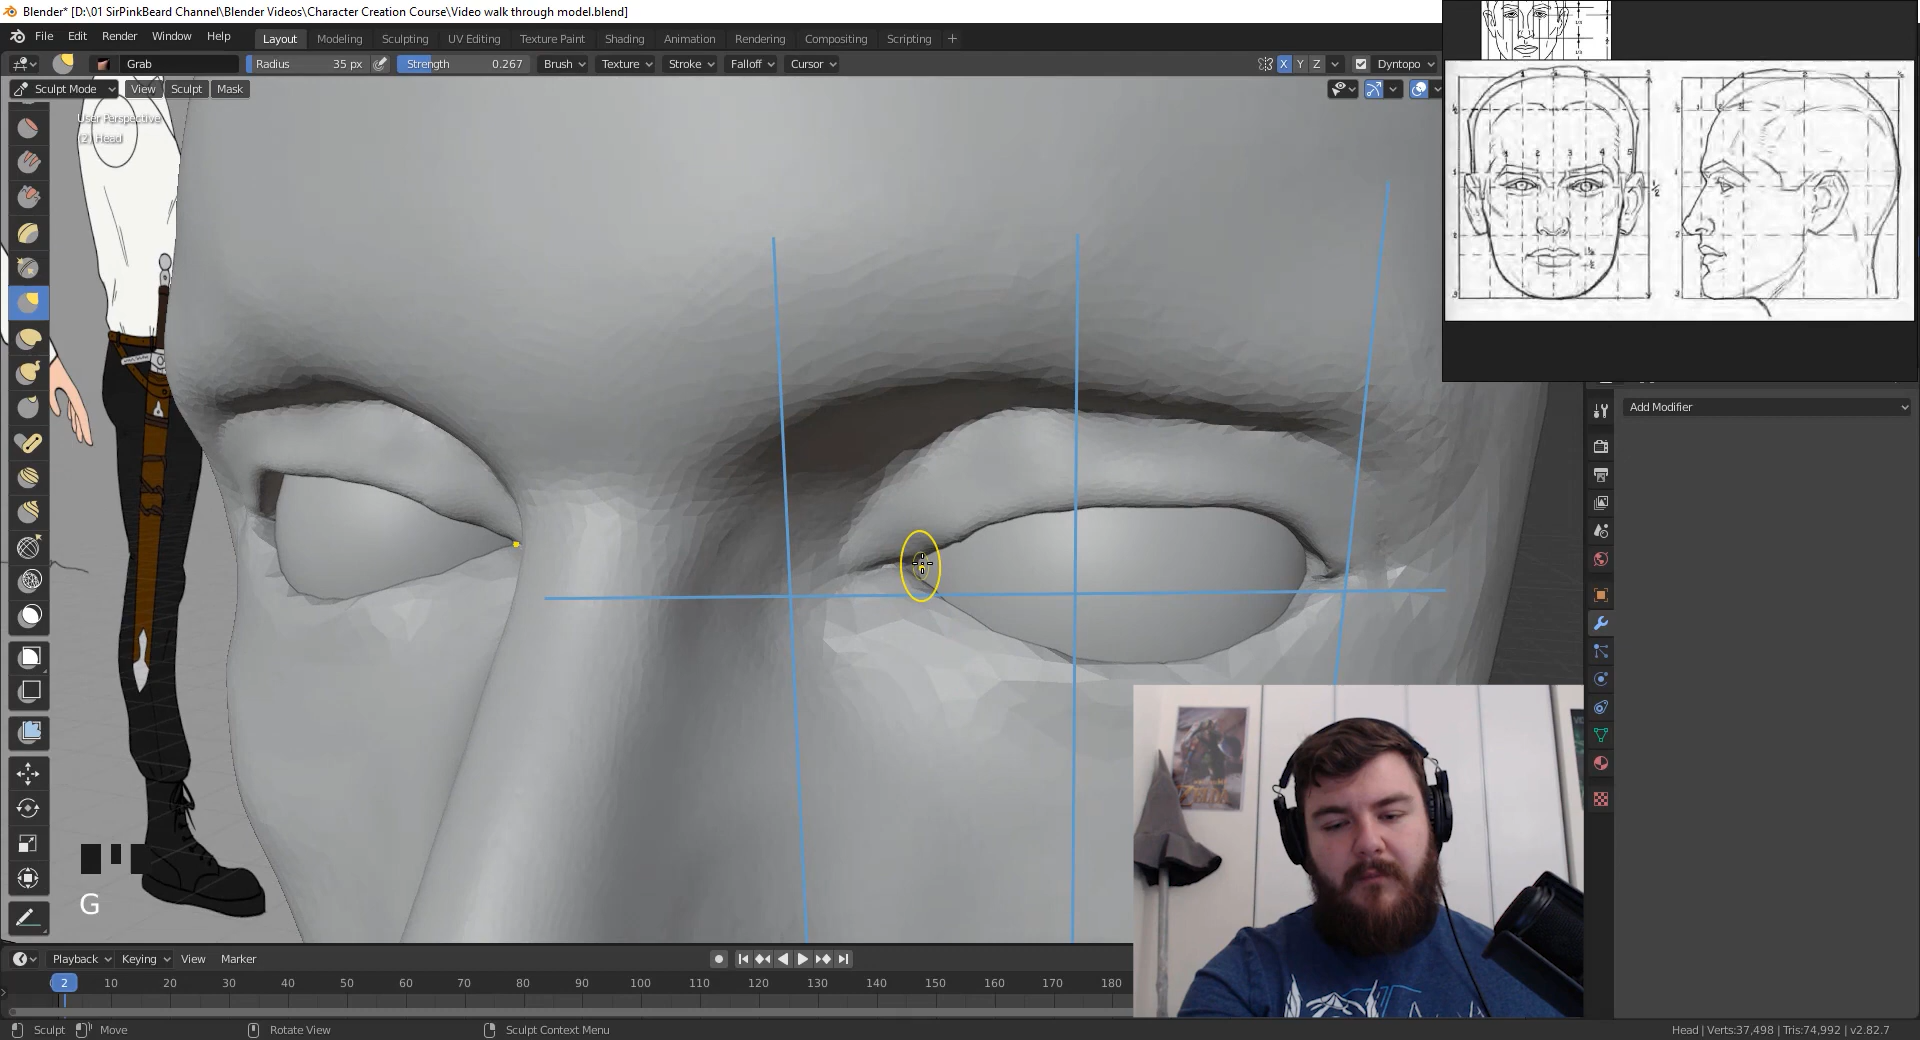 Blender* [D:\01 SirPinkBeard Channel\Blender Videos\Character Creation Course\Video walk through model.blend]
File Edit Render Window Help Layout Modeling Sculpting UV Editing Texture Paint Shading Animation Rendering Compositing Scripting +
Grab Radius 35 px Strength 0.267 Brush Texture Stroke Falloff Cursor X Y Z Dyntopo
Sculpt Mode View Sculpt Mask
User Perspective
(2) Head
Add Modifier
ZELDA
G
Playback Keying View Marker
2 10 20 30 40 50 60 70 80 90 100 110 120 130 140 150 160 170 180
Sculpt Move Rotate View Sculpt Context Menu Head | Verts:37,498 | Tris:74,992 | v2.82.7